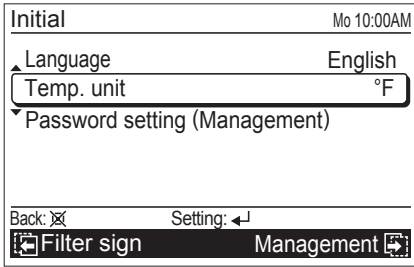 Initial Mo 10:00AM
Language English
Temp. unit °F
Password setting (Management)
Back: Setting:
Filter sign Management